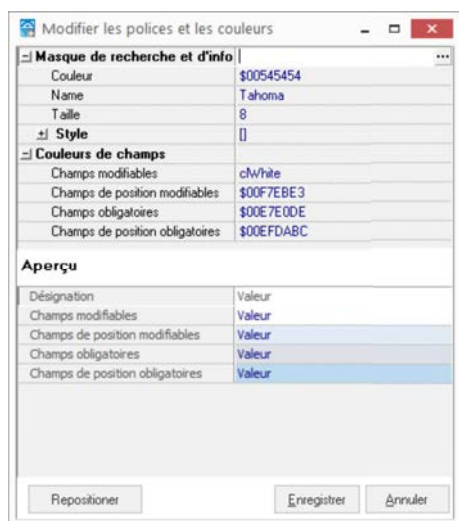 Modifier les polices et les couleurs
Masque de recherche et d'info
Couleur $00545454
Name Tahoma
Taille 8
Style []
Couleurs de champs
Champs modifiables clWhite
Champs de position modifiables $00F7EBE3
Champs obligatoires $00E7E0DE
Champs de position obligatoires $00EFDABC
Aperçu
Désignation Valeur
Champs modifiables Valeur
Champs de position modifiables Valeur
Champs obligatoires Valeur
Champs de position obligatoires Valeur
Repositioner Enregistrer Annuler